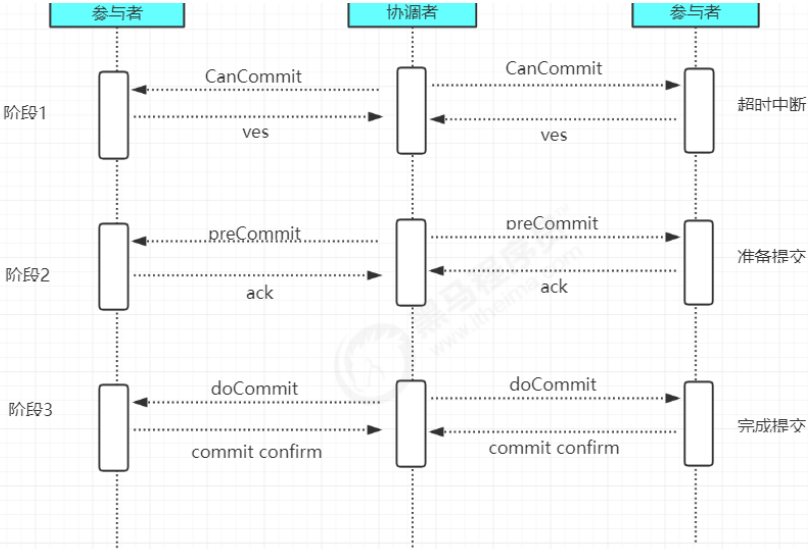 参与者 协调者 参与者
CanCommit CanCommit
阶段1 超时中断
yes yes
preCommit preCommit
阶段2 准备提交
ack ack
黑马程序员
www.itheima.com
doCommit doCommit
阶段3 完成提交
commit confirm commit confirm